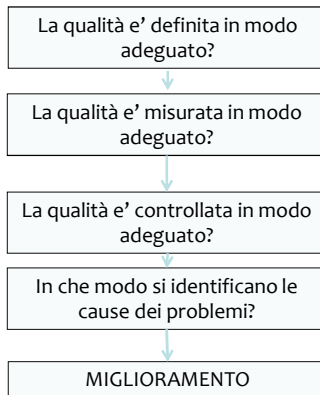 La qualità e' definita in modo
adeguato?
La qualità e' misurata in modo
adeguato?
La qualità e' controllata in modo
adeguato?
In che modo si identificano le
cause dei problemi?
MIGLIORAMENTO